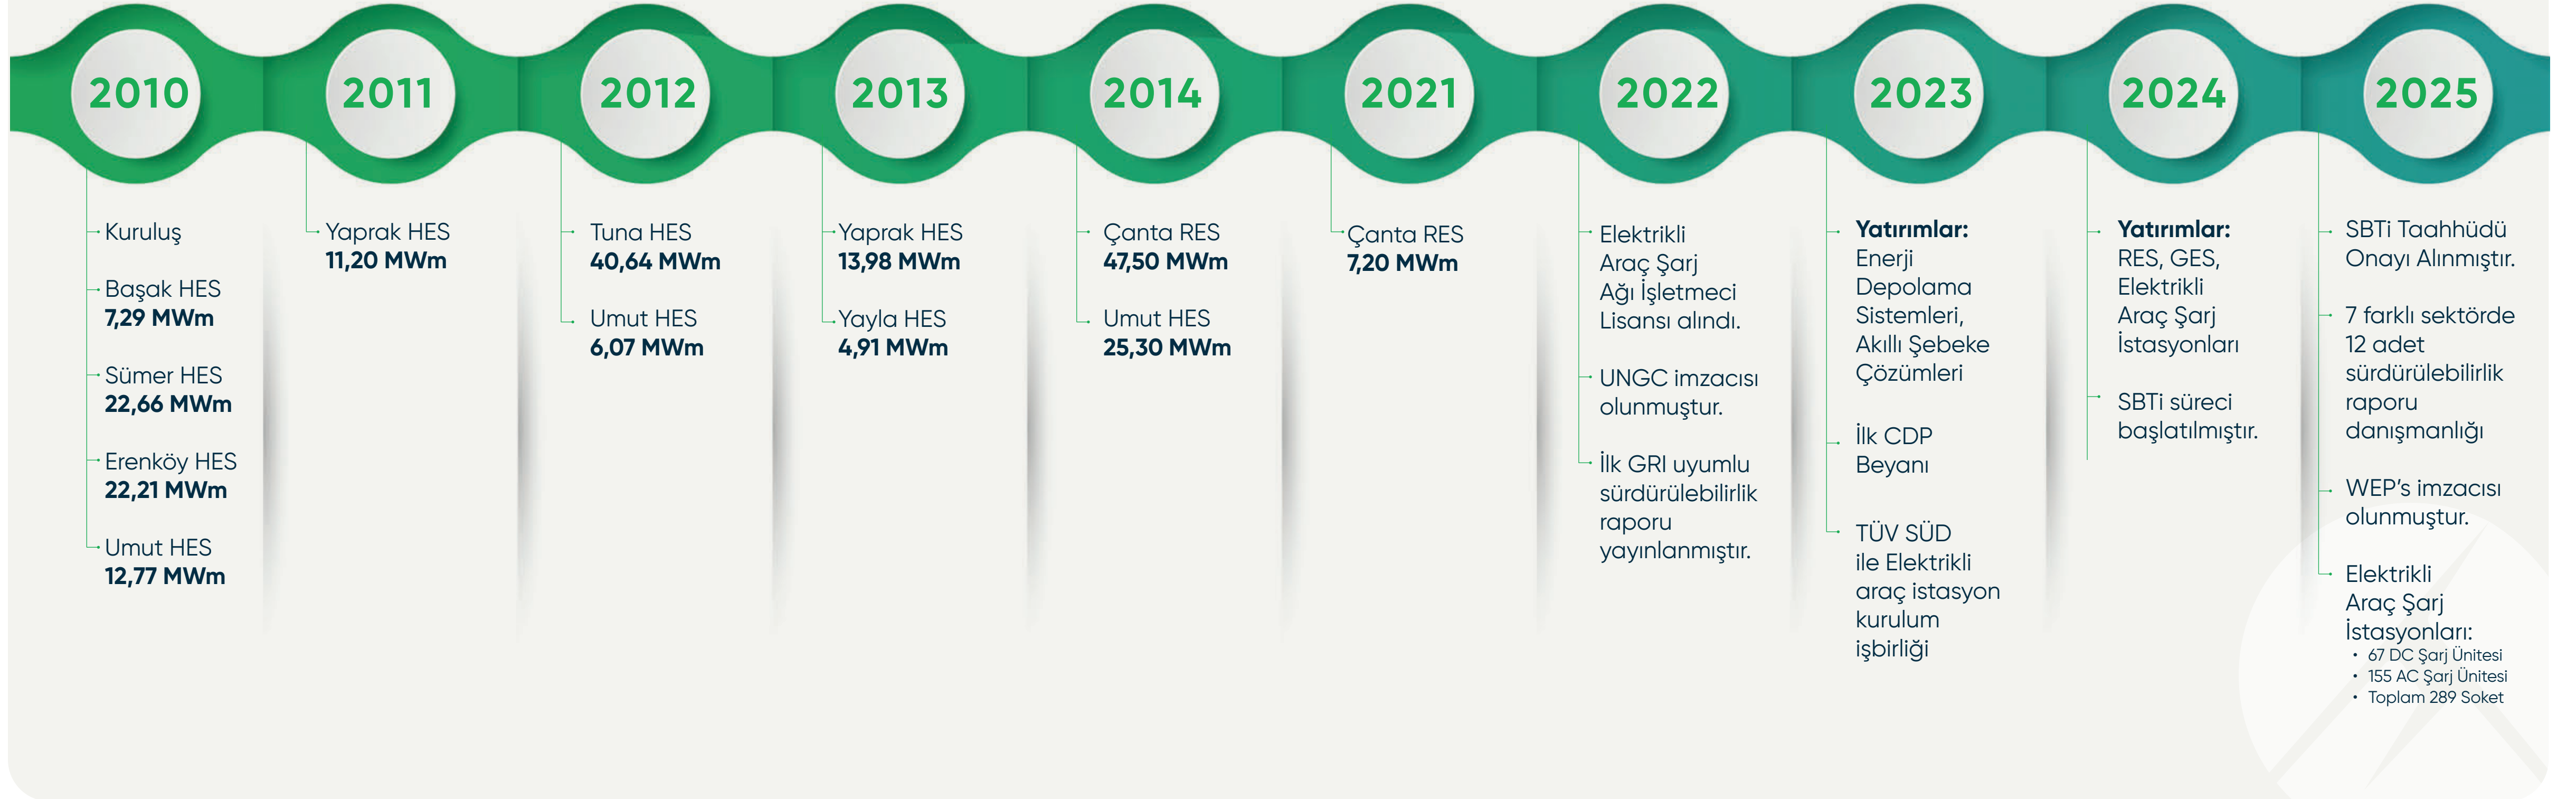 2010
Kuruluş
Başak HES
7,29 MWm
Sümer HES
22,66 MWm
Erenköy HES
22,21 MWm
Umut HES
12,77 MWm
2011
Yaprak HES
11,20 MWm
2012
Tuna HES
40,64 MWm
Umut HES
6,07 MWm
2013
Yaprak HES
13,98 MWm
Yayla HES
4,91 MWm
2014
Çanta RES
47,50 MWm
Umut HES
25,30 MWm
2021
Çanta RES
7,20 MWm
2022
Elektrikli
Araç Şarj
Ağı İşletmeci
Lisansı alındı.
UNGC imzacısı
olunmuştur.
İlk GRI uyumlu
sürdürülebilirlik
raporu
yayınlanmıştır.
2023
Yatırımlar:
Enerji
Depolama
Sistemleri,
Akıllı Şebeke
Çözümleri
İlk CDP
Beyanı
TÜV SÜD
ile Elektrikli
araç istasyon
kurulum
işbirliği
2024
Yatırımlar:
RES, GES,
Elektrikli
Araç Şarj
İstasyonları
SBTi süreci
başlatılmıştır.
2025
SBTi Taahhüdü
Onayı Alınmıştır.
7 farklı sektörde
12 adet
sürdürülebilirlik
raporu
danışmanlığı
WEP’s imzacısı
olunmuştur.
Elektrikli
Araç Şarj
İstasyonları:
• 67 DC Şarj Ünitesi
• 155 AC Şarj Ünitesi
• Toplam 289 Soket